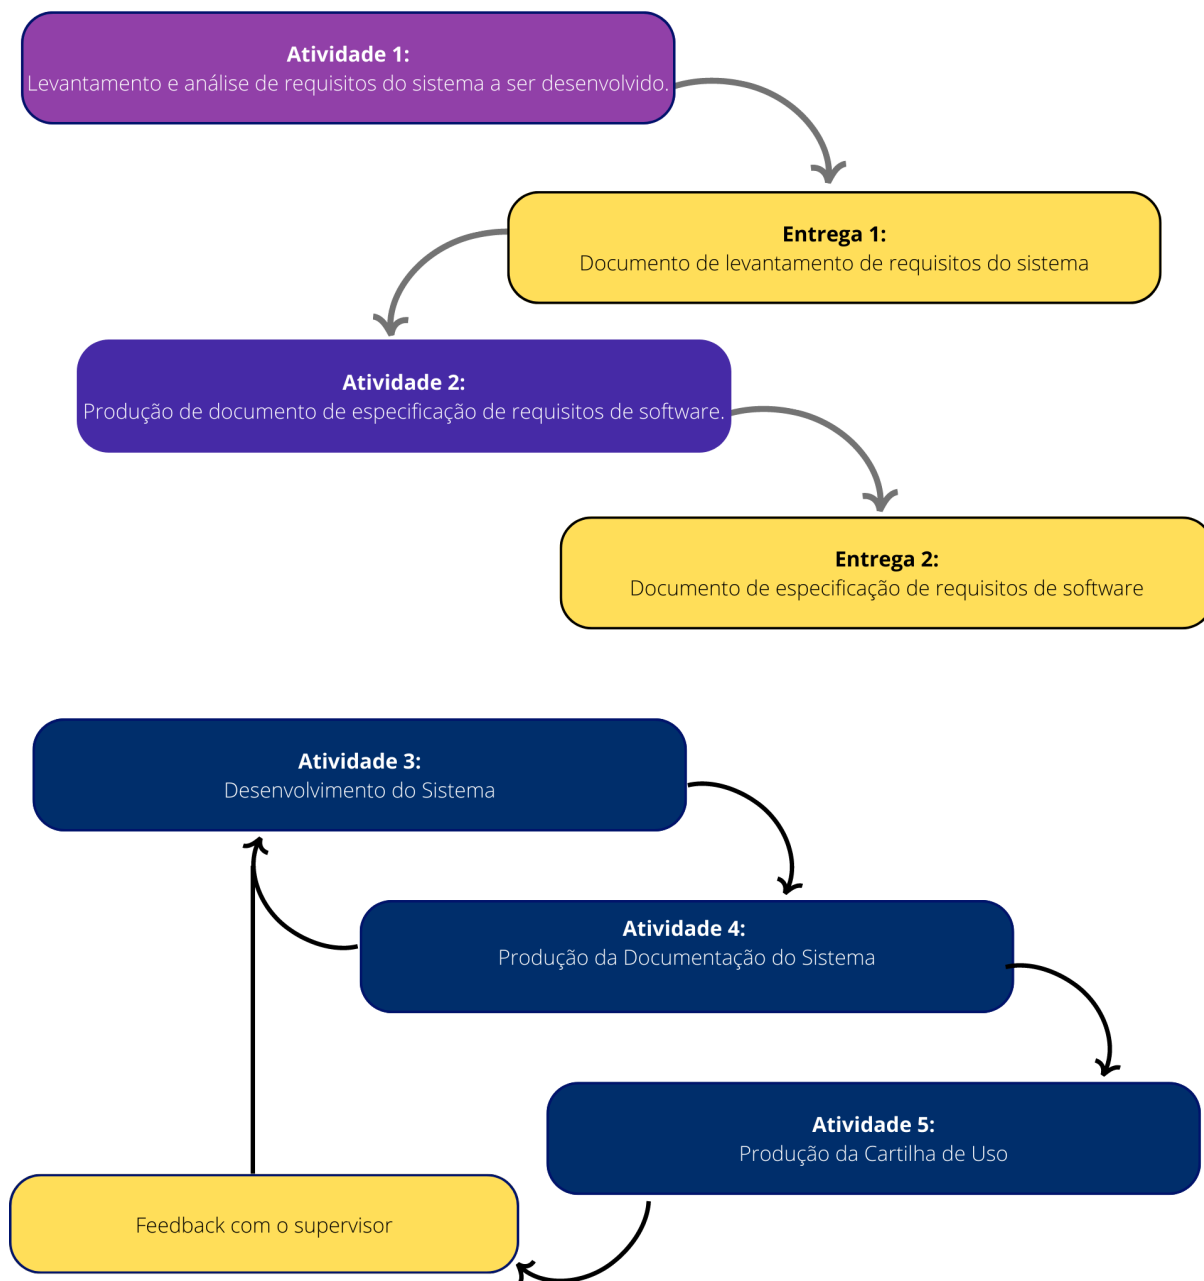 Atividade 1:
Levantamento e análise de requisitos do sistema a ser desenvolvido.
Entrega 1:
Documento de levantamento de requisitos do sistema
Atividade 2:
Produção de documento de especificação de requisitos de software.
Entrega 2:
Documento de especificação de requisitos de software
Atividade 3:
Desenvolvimento do Sistema
Atividade 4:
Produção da Documentação do Sistema
Atividade 5:
Produção da Cartilha de Uso
Feedback com o supervisor